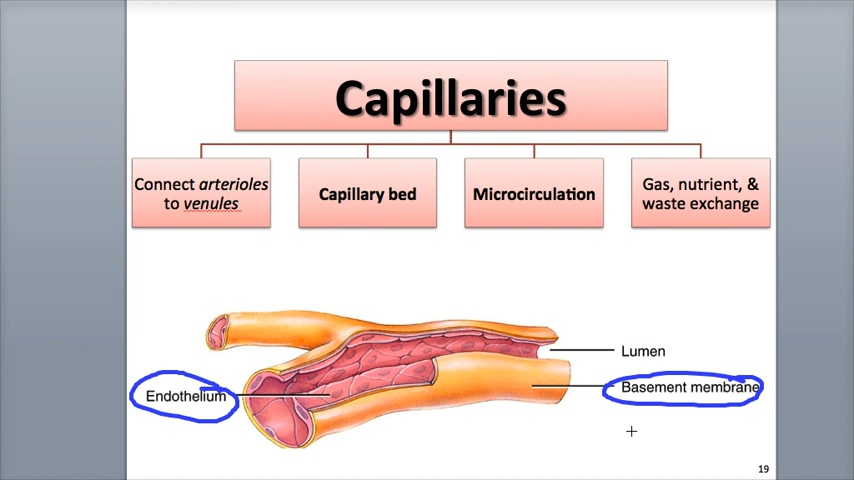 Capillaries
Connect arterioles
to venules
Capillary bed
Microcirculation
Gas, nutrient, &
waste exchange
Lumen
Endothelium
Basement membrane
19